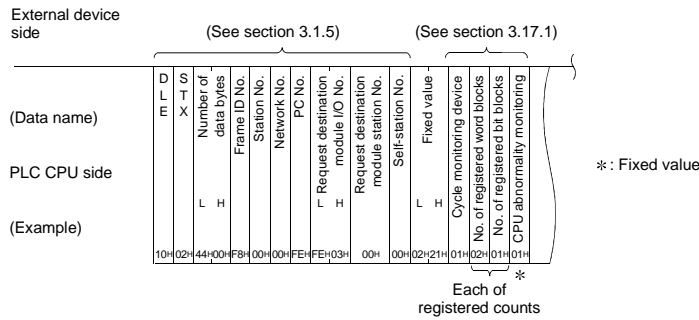 External device
side
(See section 3.1.5)
(See section 3.17.1)
(Data name)
D
L
E
S
T
X
Number of
data bytes
Frame ID No.
Station No.
Network No.
PC No.
Request destination
module I/O No.
Request destination
module station No.
Self-station No.
Fixed value
Cycle monitoring device
No. of registered word blocks
No. of registered bit blocks
CPU abnormality monitoring
PLC CPU side
*: Fixed value
L H L H L H
(Example)
10H 02H 44H 00H F8H 00H 00H FEH FEH 03H 00H 00H 02H 21H 01H 02H 01H 01H
*
Each of
registered counts